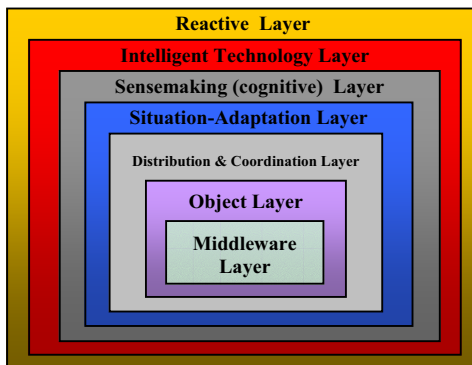 Reactive Layer
Intelligent Technology Layer
Sensemaking (cognitive) Layer
Situation-Adaptation Layer
Distribution & Coordination Layer
Object Layer
Middleware
Layer